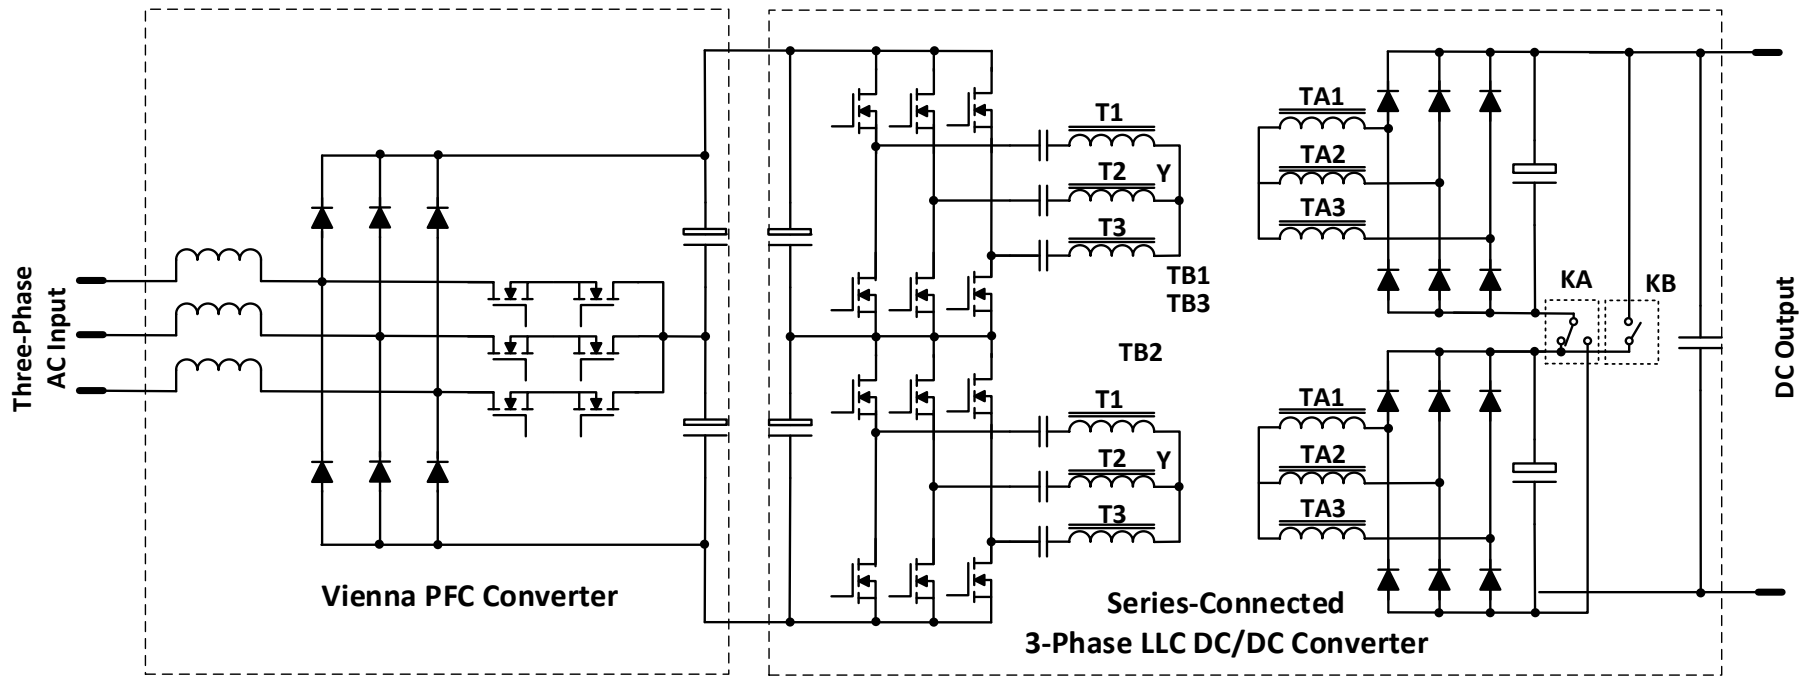 Three-Phase
AC Input
Vienna PFC Converter
T1
T2
Y
T3
TB1
TB3
TB2
T1
T2
Y
T3
TA1
TA2
TA3
KA
KB
TA1
TA2
TA3
Series-Connected
3-Phase LLC DC/DC Converter
DC Output